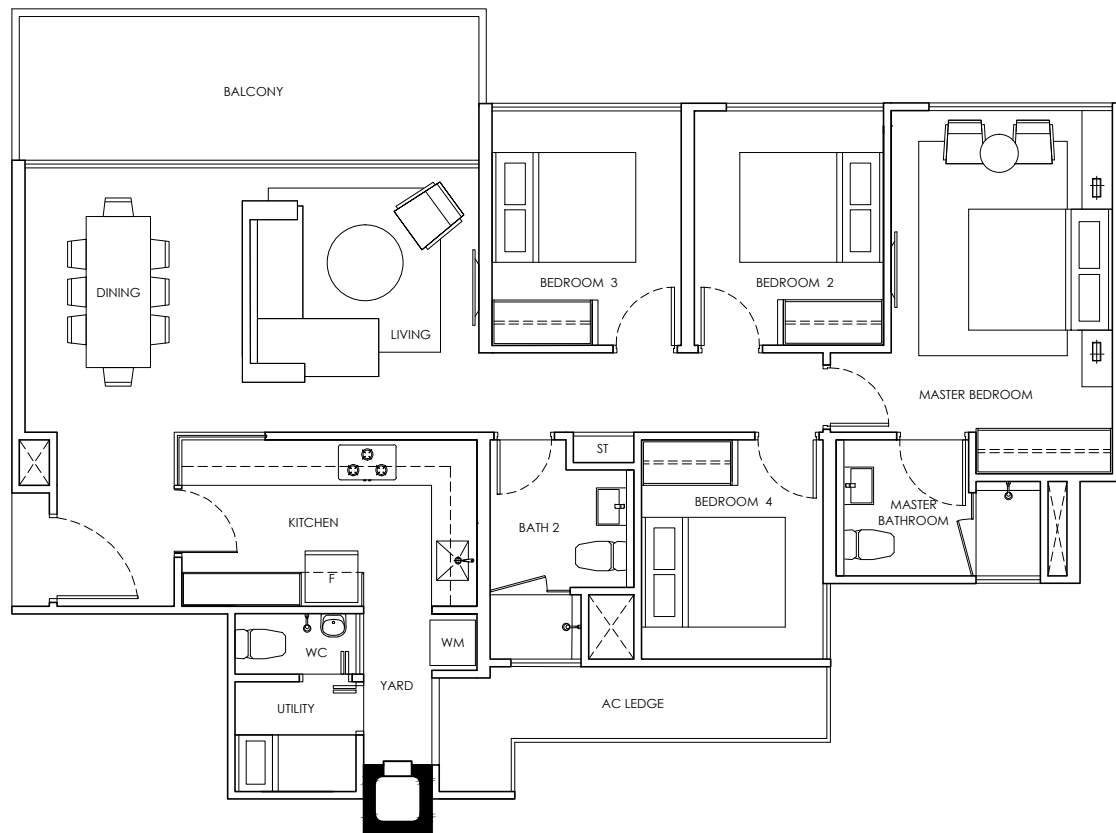 BALCONY
BEDROOM 3
BEDROOM 2
DINING
LIVING
MASTER BEDROOM
ST
BEDROOM 4
MASTER
BATHROOM
KITCHEN
BATH 2
F
WM
WC
YARD
UTILITY
AC LEDGE